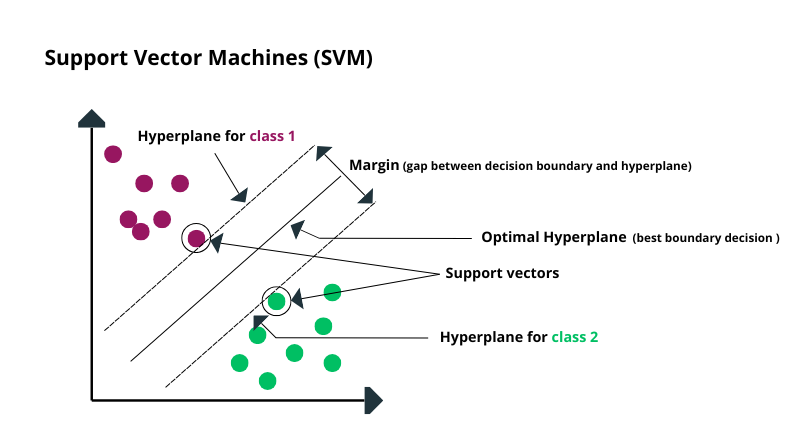 Support Vector Machines (SVM)
Hyperplane for class 1
Margin (gap between decision boundary and hyperplane)
Optimal Hyperplane (best boundary decision )
Support vectors
Hyperplane for class 2